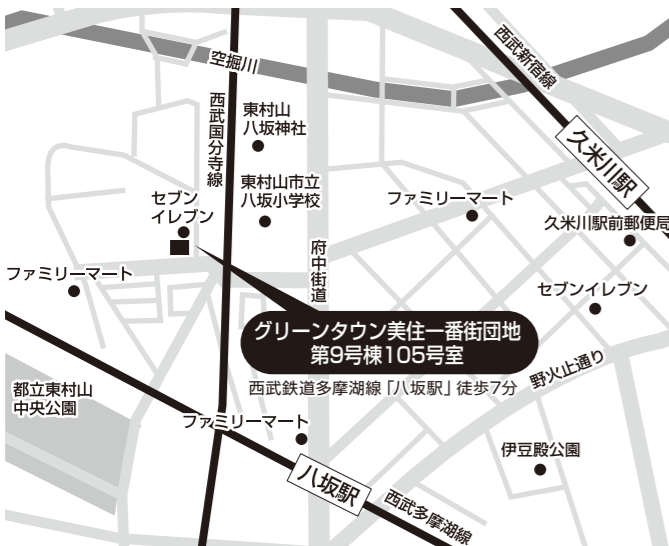 西武新宿線
空掘川
西武国分寺線
東村山
八坂神社
久米川駅
東村山市立
八坂小学校
セブン
イレブン
ファミリーマート
久米川駅前郵便局
府中街道
ファミリーマート
セブンイレブン
グリーンタウン美住一番街団地
第9号棟105号室
西武鉄道多摩湖線「八坂駅」徒歩7分
野火止通り
都立東村山
中央公園
ファミリーマート
伊豆殿公園
八坂駅
西武多摩湖線